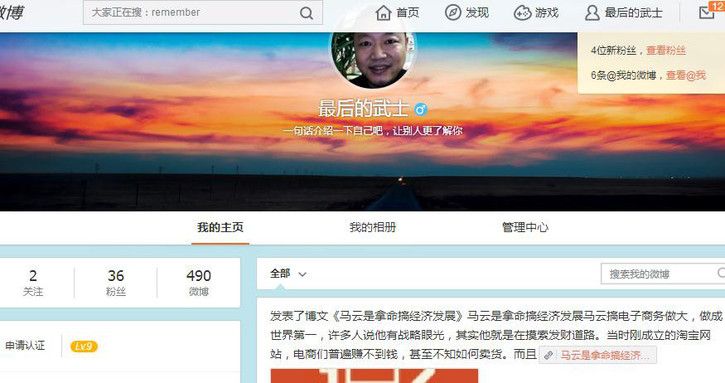 微博
大家正在搜：remember
首页
发现
游戏
最后的武士
12
4位新粉丝，查看粉丝
6条@我的微博，查看@我
最后的武士
一句话介绍一下自己吧，让别人更了解你
我的主页
我的相册
管理中心
2
36
490
关注
粉丝
微博
全部
搜索我的微博
申请认证
Lv.9
发表了博文《马云是拿命搞经济发展》马云是拿命搞经济发展马云搞电子商务做大，做成
世界第一，许多人说他有战略眼光，其实他就是在摸索发财道路。当时刚成立的淘宝网
站，电商们普遍赚不到钱，甚至不知如何卖货。而且 马云是拿命搞经济...